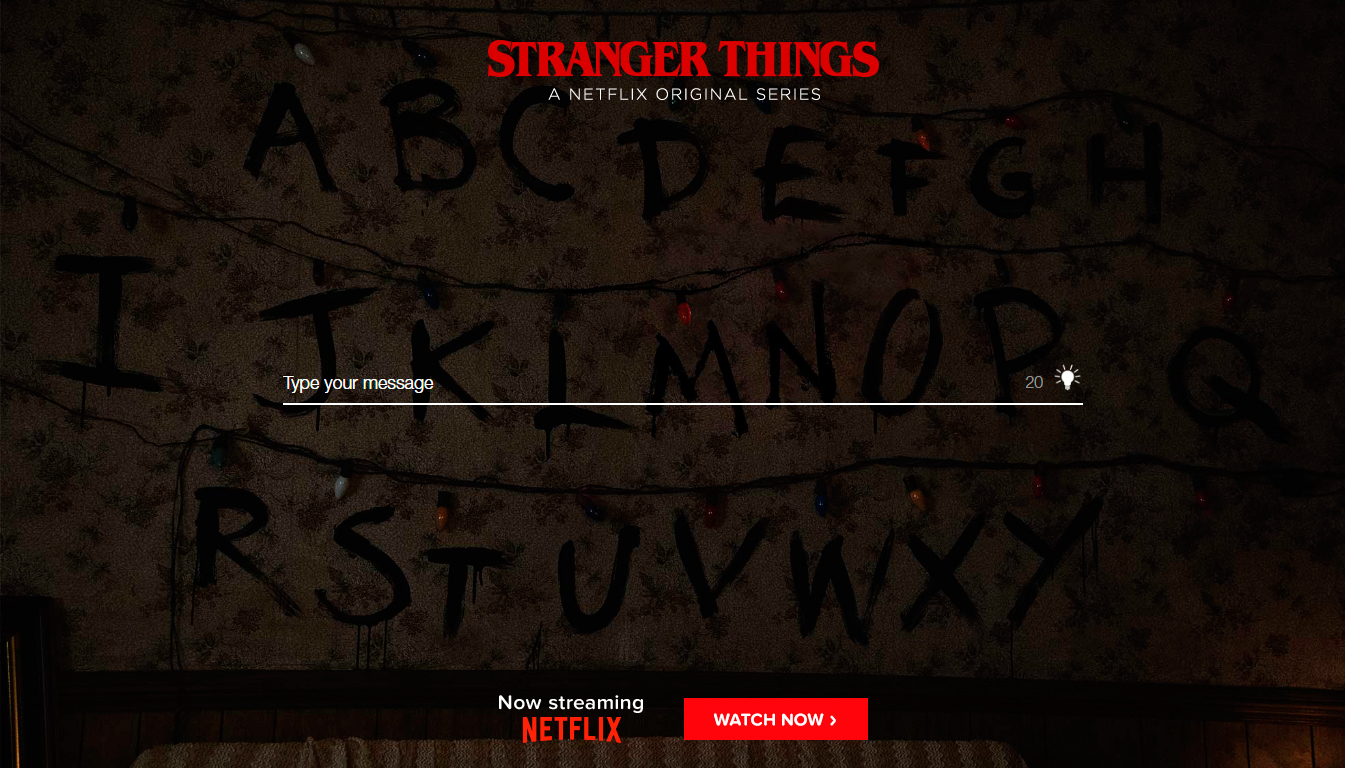 STRANGER THINGS
A NETFLIX ORIGINAL SERIES
A B C D E F G H
I J K L M N O P Q
Type your message 20
R S T U V W X Y
Now streaming
NETFLIX
WATCH NOW ›